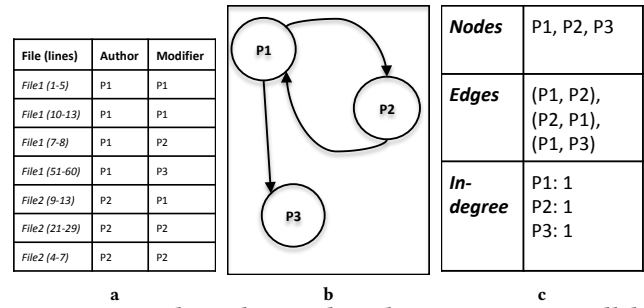 File (lines) Author Modifier
File1 (1-5) P1 P1
File1 (10-13) P1 P1
File1 (7-8) P1 P2
File1 (51-60) P1 P3
File2 (9-13) P2 P1
File2 (21-29) P2 P2
File2 (4-7) P2 P2
a
P1
P2
P3
b
Nodes P1, P2, P3
Edges (P1, P2),
(P2, P1),
(P1, P3)
In- P1: 1
degree P2: 1
P3: 1
c